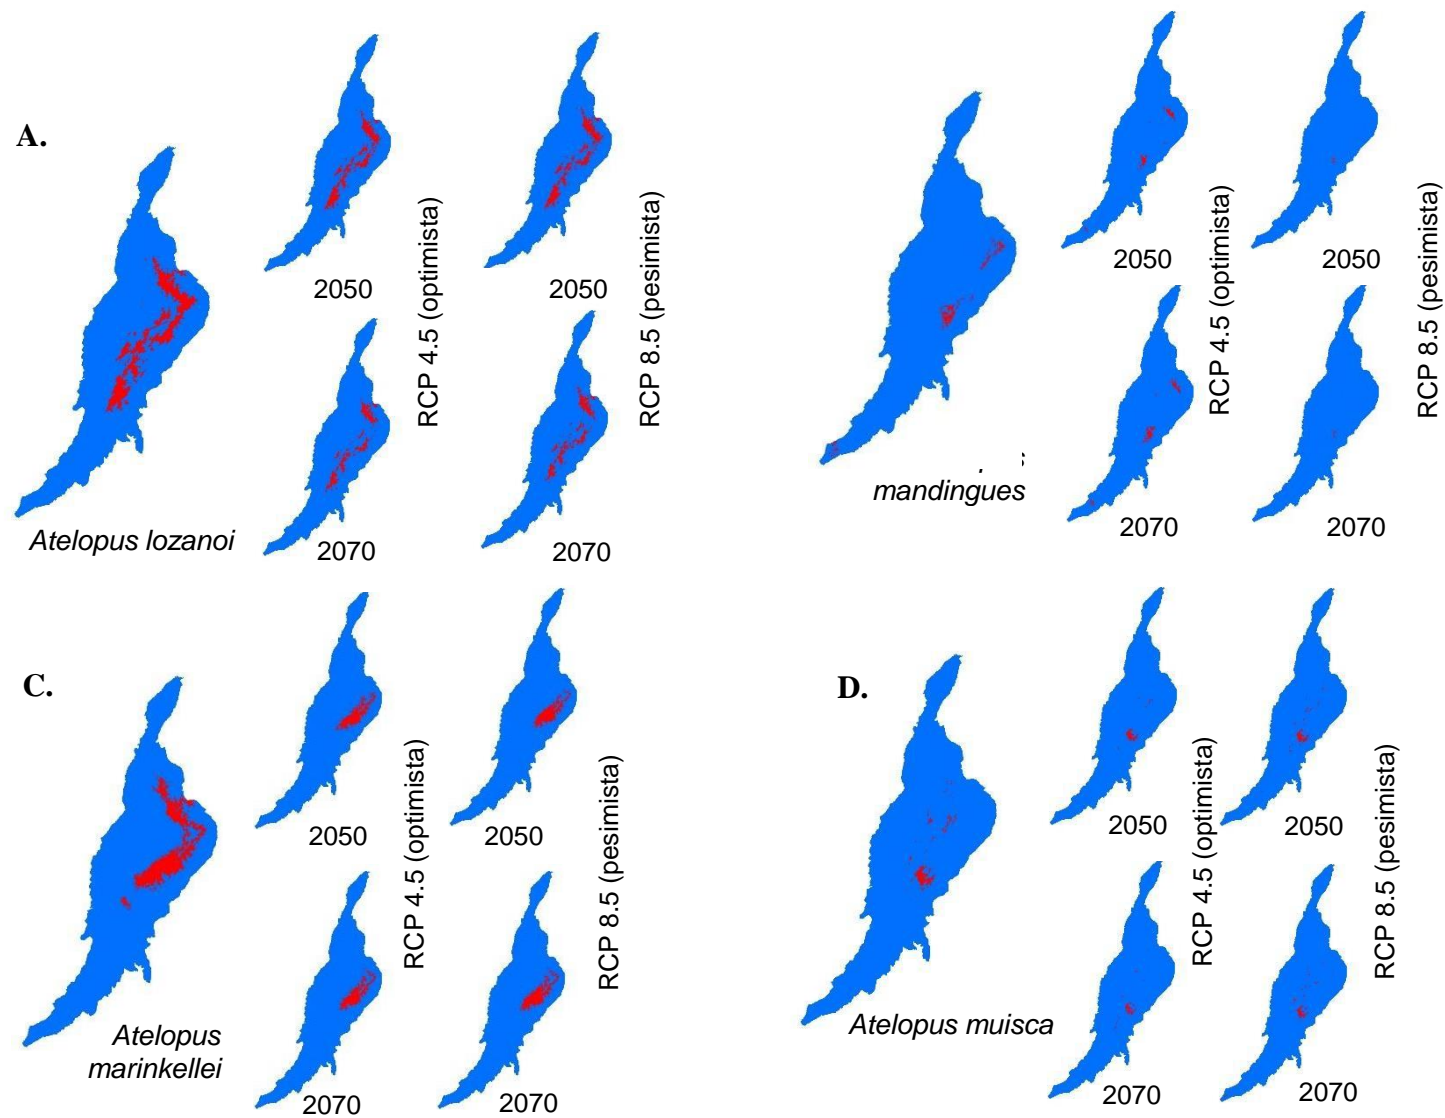 A.
2050
2050
RCP 4.5 (optimista)
RCP 8.5 (pesimista)
2070
2070
Atelopus lozanoi
2050
2050
RCP 4.5 (optimista)
RCP 8.5 (pesimista)
mandingues
2070
2070
C.
2050
2050
RCP 4.5 (optimista)
RCP 8.5 (pesimista)
Atelopus
marinkellei
2070
2070
D.
2050
2050
RCP 4.5 (optimista)
RCP 8.5 (pesimista)
Atelopus muisca
2070
2070